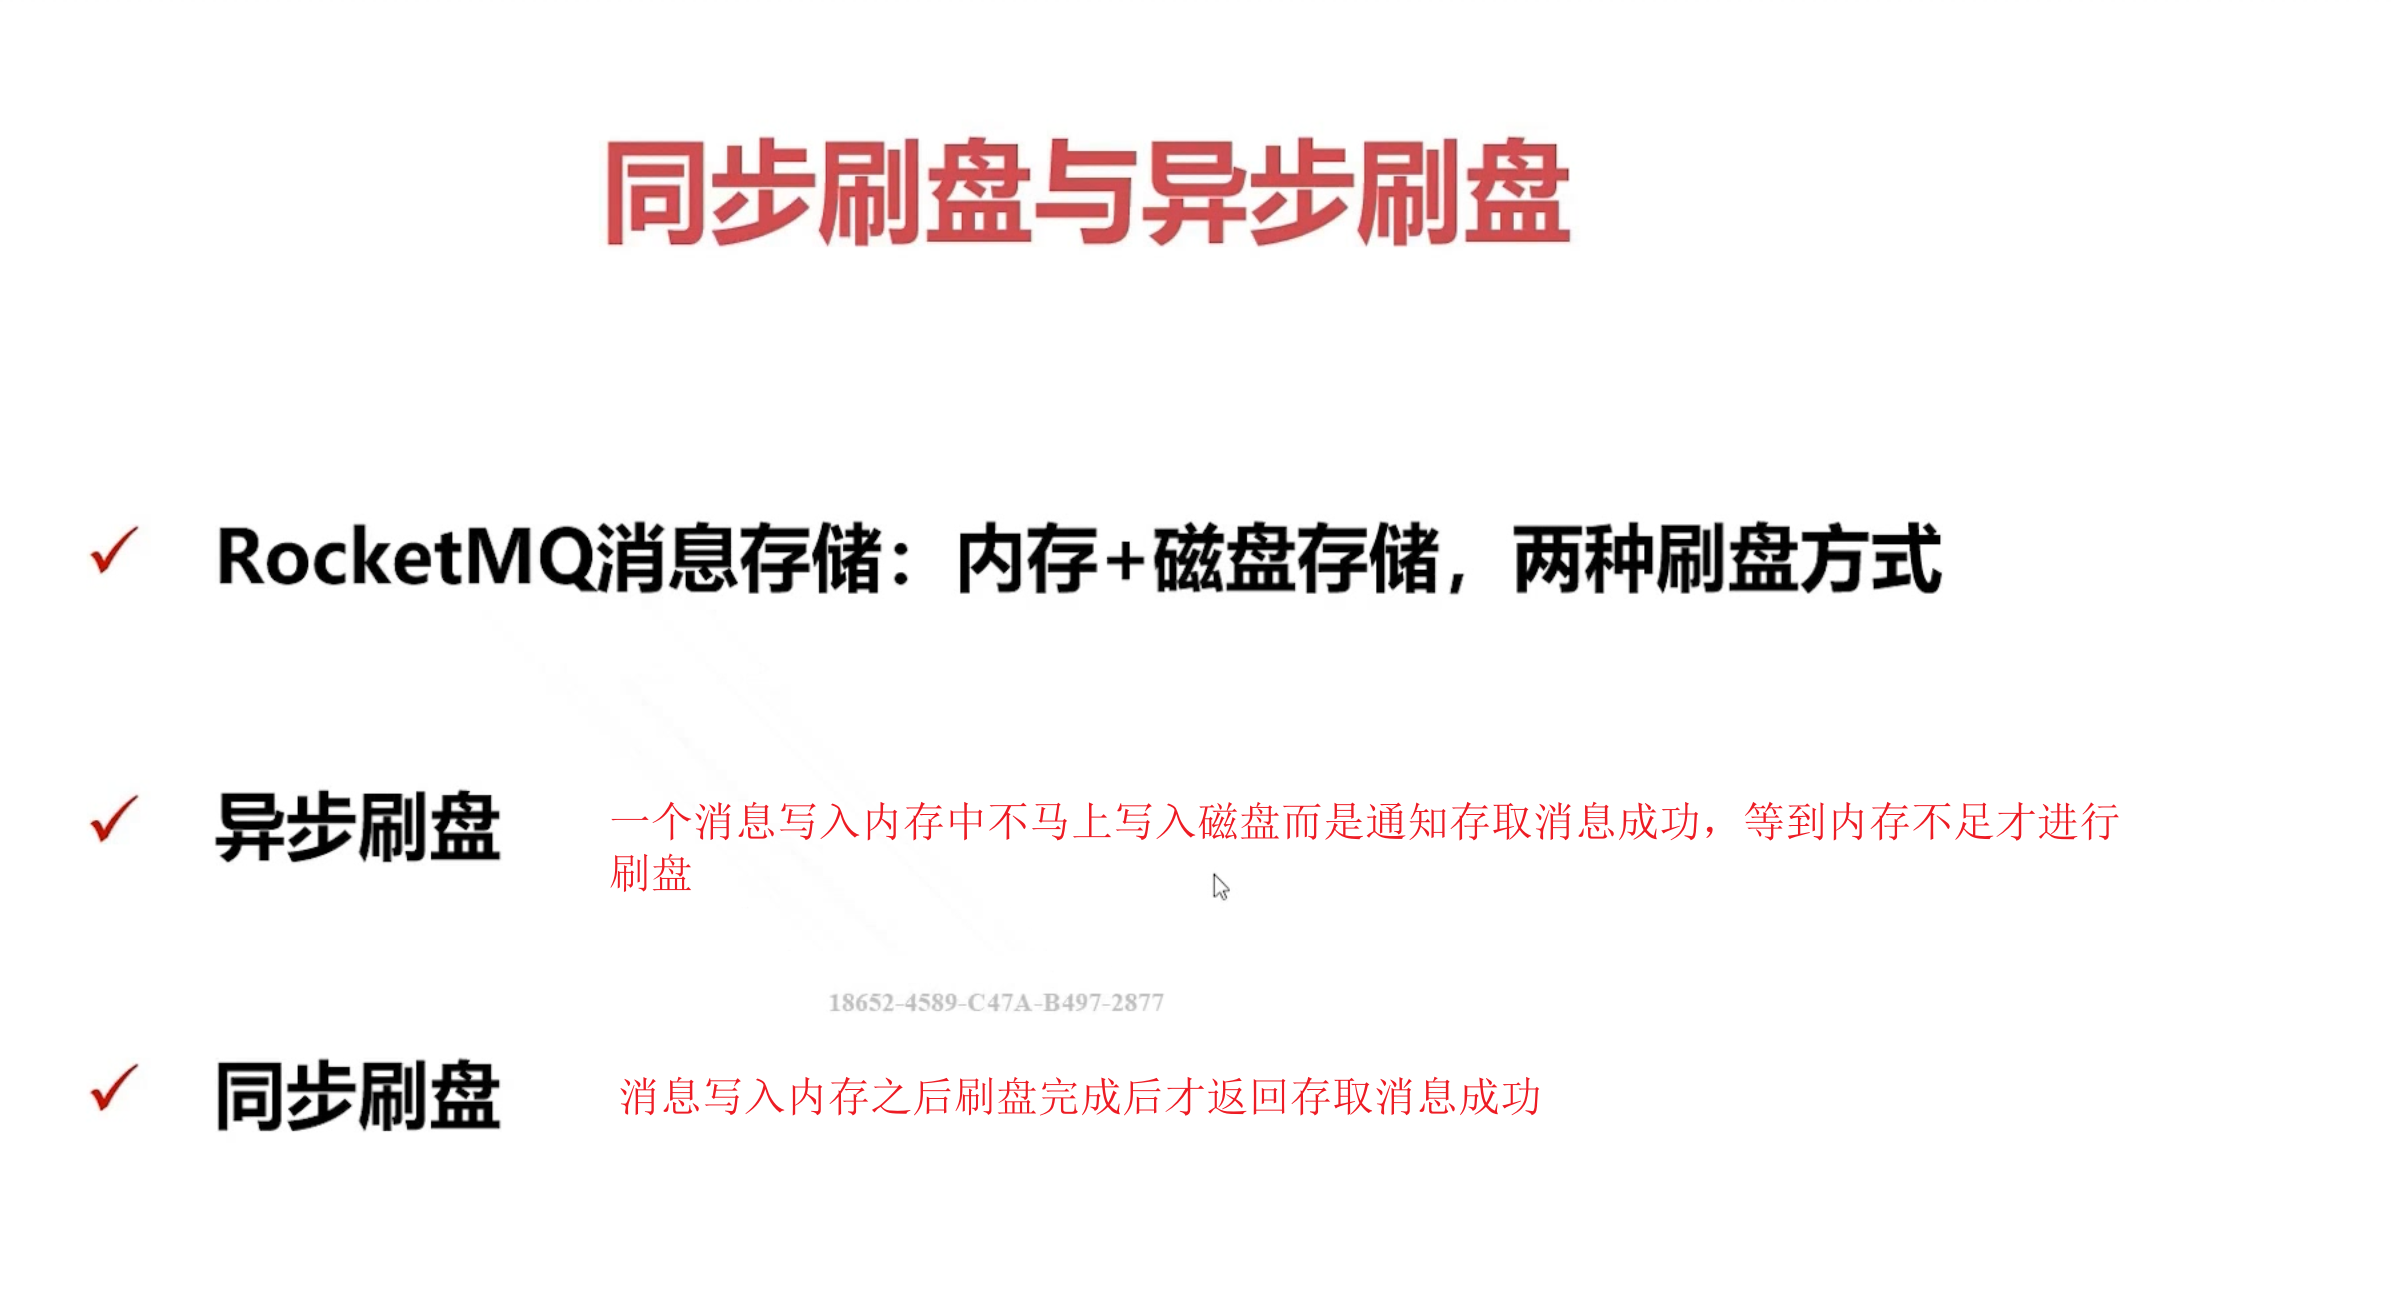 同步刷盘与异步刷盘
RocketMQ消息存储：内存+磁盘存储，两种刷盘方式
异步刷盘
一个消息写入内存中不马上写入磁盘而是通知存取消息成功，等到内存不足才进行
刷盘
18652-4589-C47A-B497-2877
同步刷盘
消息写入内存之后刷盘完成后才返回存取消息成功